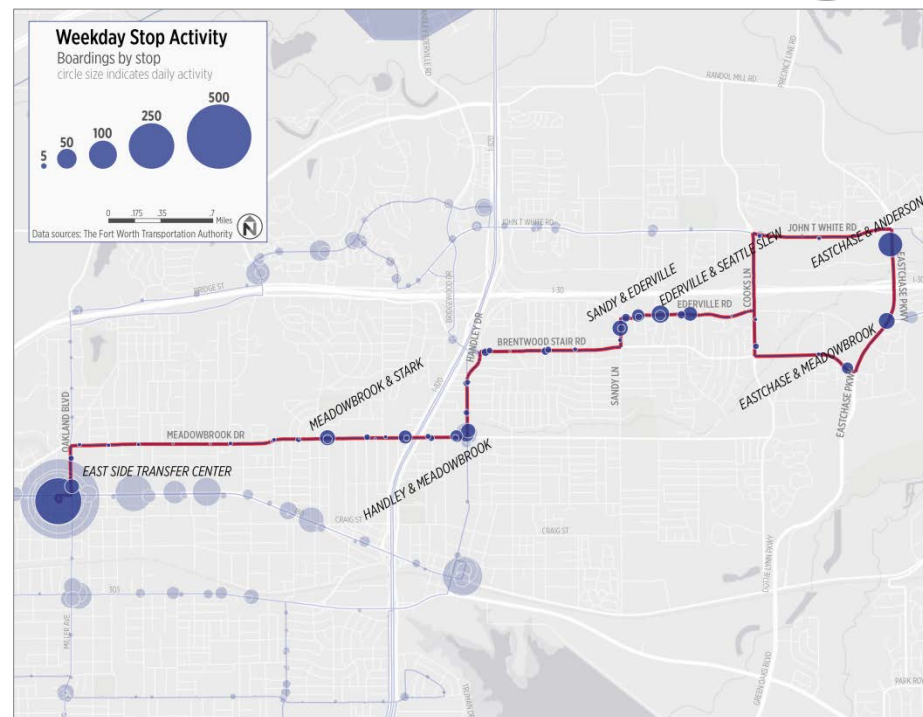 Weekday Stop Activity
Boardings by stop
circle size indicates daily activity
5
50
100
250
500
0 .175 .35 .7
Miles
N
Data sources: The Fort Worth Transportation Authority
RANDOL MILL RD
PRECINCT LINE RD
I-820
JOHN T WHITE RD
JOHN T WHITE RD
EASTCHASE & ANDERSON
EASTCHASE PKWY
I-30
BRIDGE ST
I-30
COOKS LN
SANDY & EDERVILLE
EDERVILLE & SEATTLE SLEW
EDERVILLE RD
HANDLEY DR
BRENTWOOD STAIR RD
SANDY LN
EASTCHASE & MEADOWBROOK
EASTCHASE PKWY
I-820
MEADOWBROOK & STARK
OAKLAND BLVD
MEADOWBROOK DR
HANDLEY & MEADOWBROOK
EAST SIDE TRANSFER CENTER
CRAIG ST
CRAIG ST
303
MILLER AVE
DOTTIE LYNN PKWY
GREEN OAKS BLVD